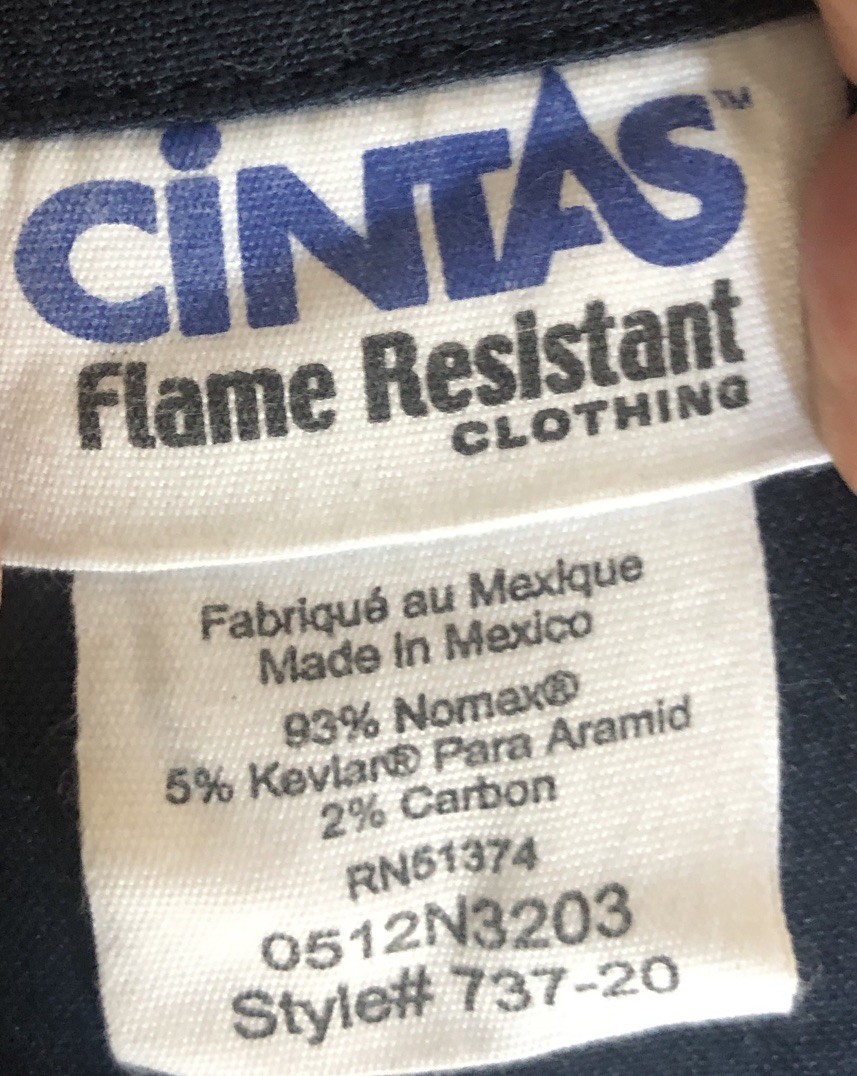 CiNTAS™
Flame Resistant
CLOTHING
Fabriqué au Mexique
Made In Mexico
93% Nomex®
5% Kevlar® Para Aramid
2% Carbon
RN51374
0512N3203
Style# 737-20